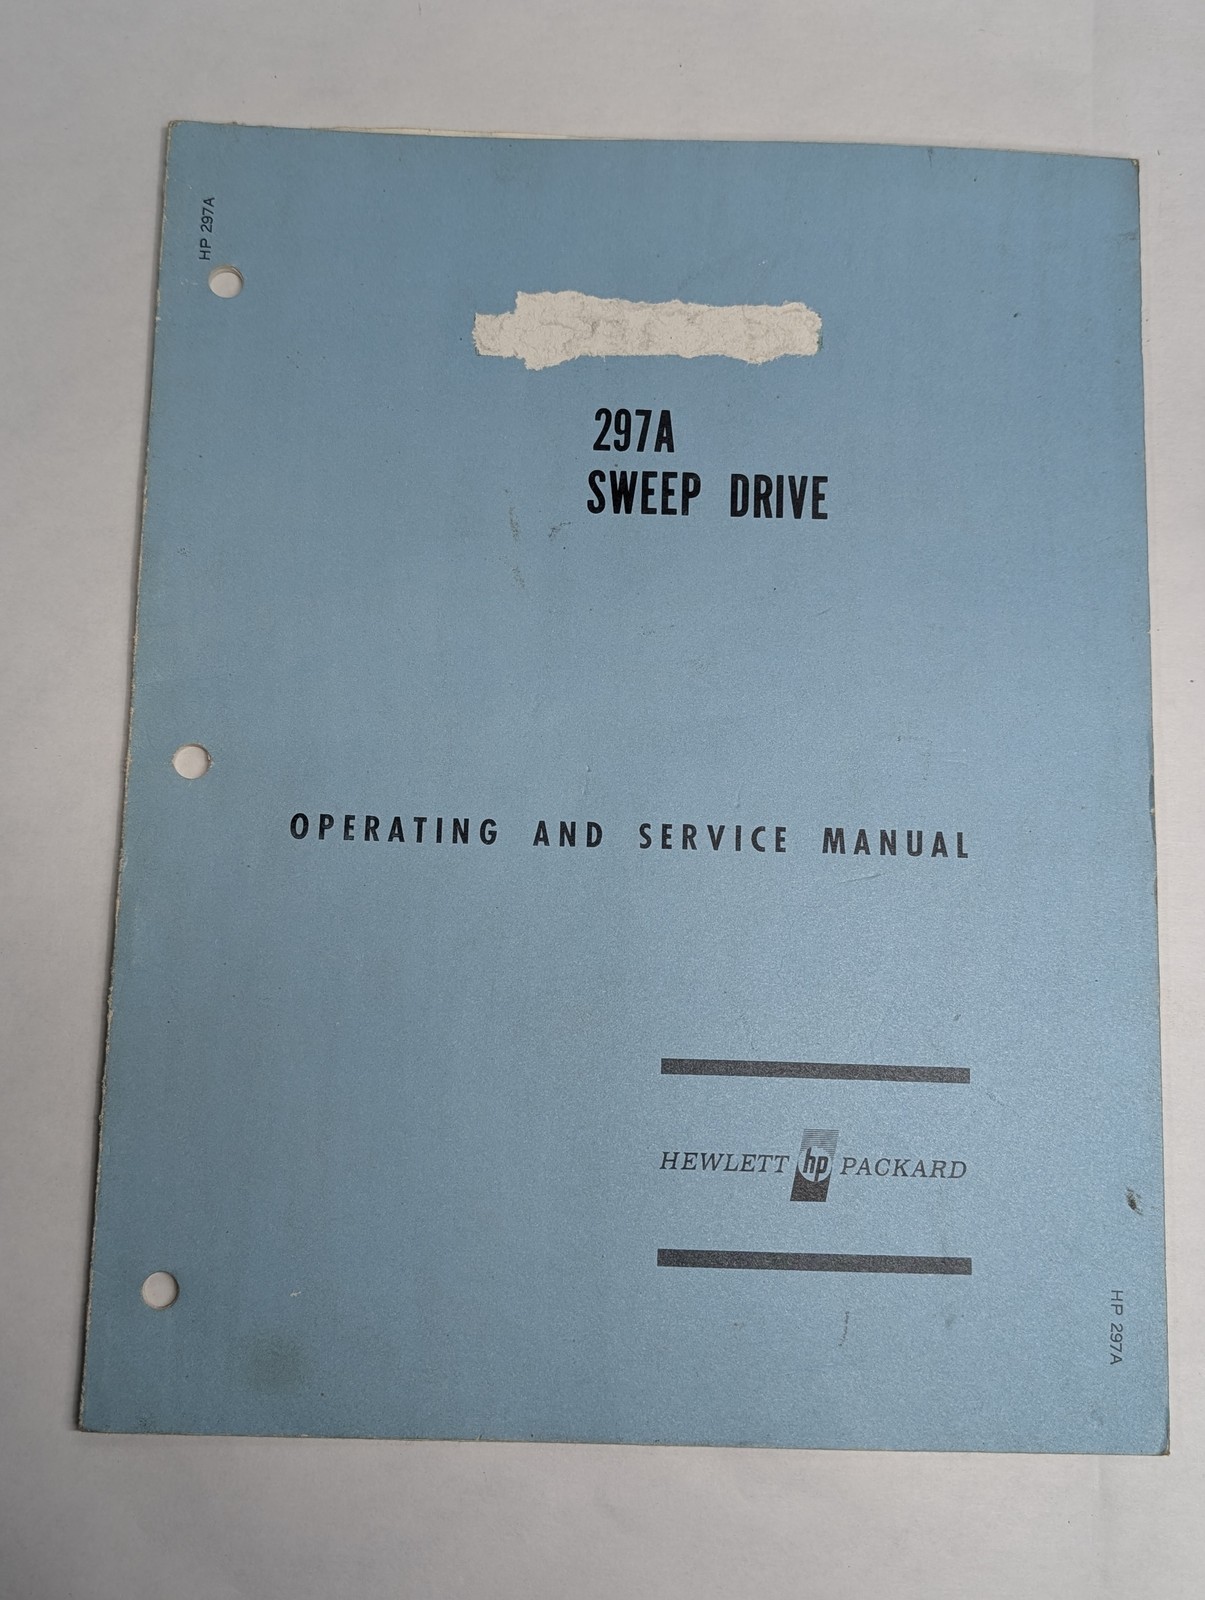 HP 297A
297A
SWEEP DRIVE
OPERATING AND SERVICE MANUAL
HEWLETT hp PACKARD
HP 297A